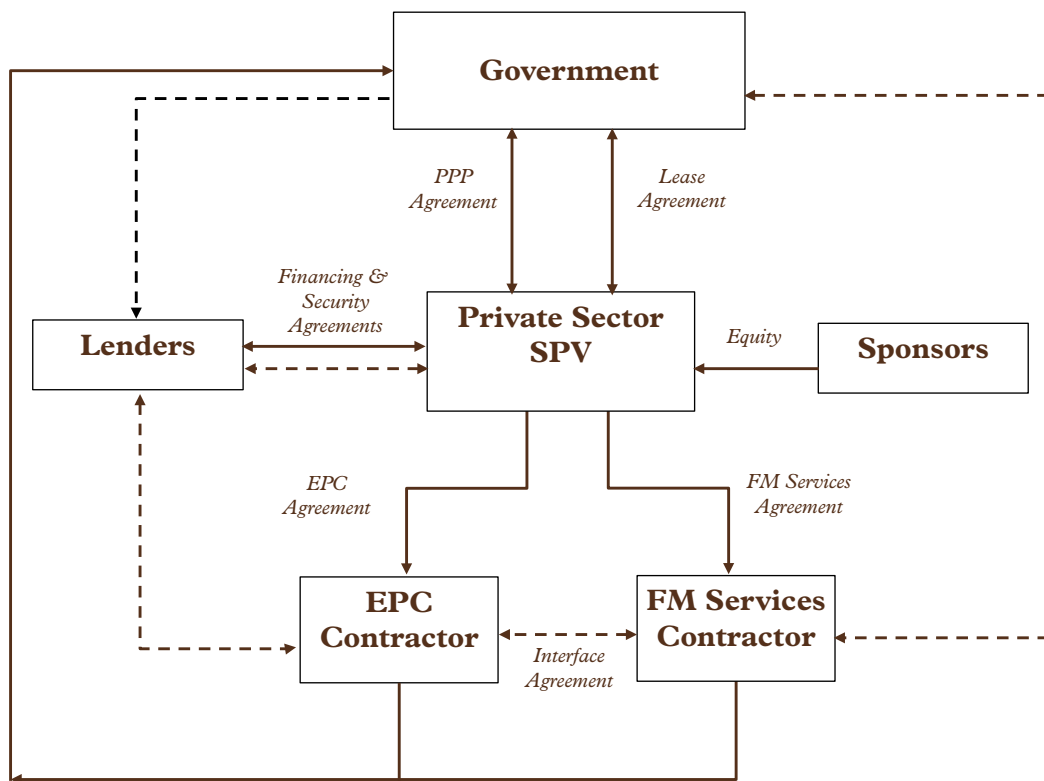 Government
PPP
Agreement
Lease
Agreement
Financing &
Security
Agreements
Lenders
Private Sector
SPV
Equity
Sponsors
EPC
Agreement
FM Services
Agreement
EPC
Contractor
Interface
Agreement
FM Services
Contractor